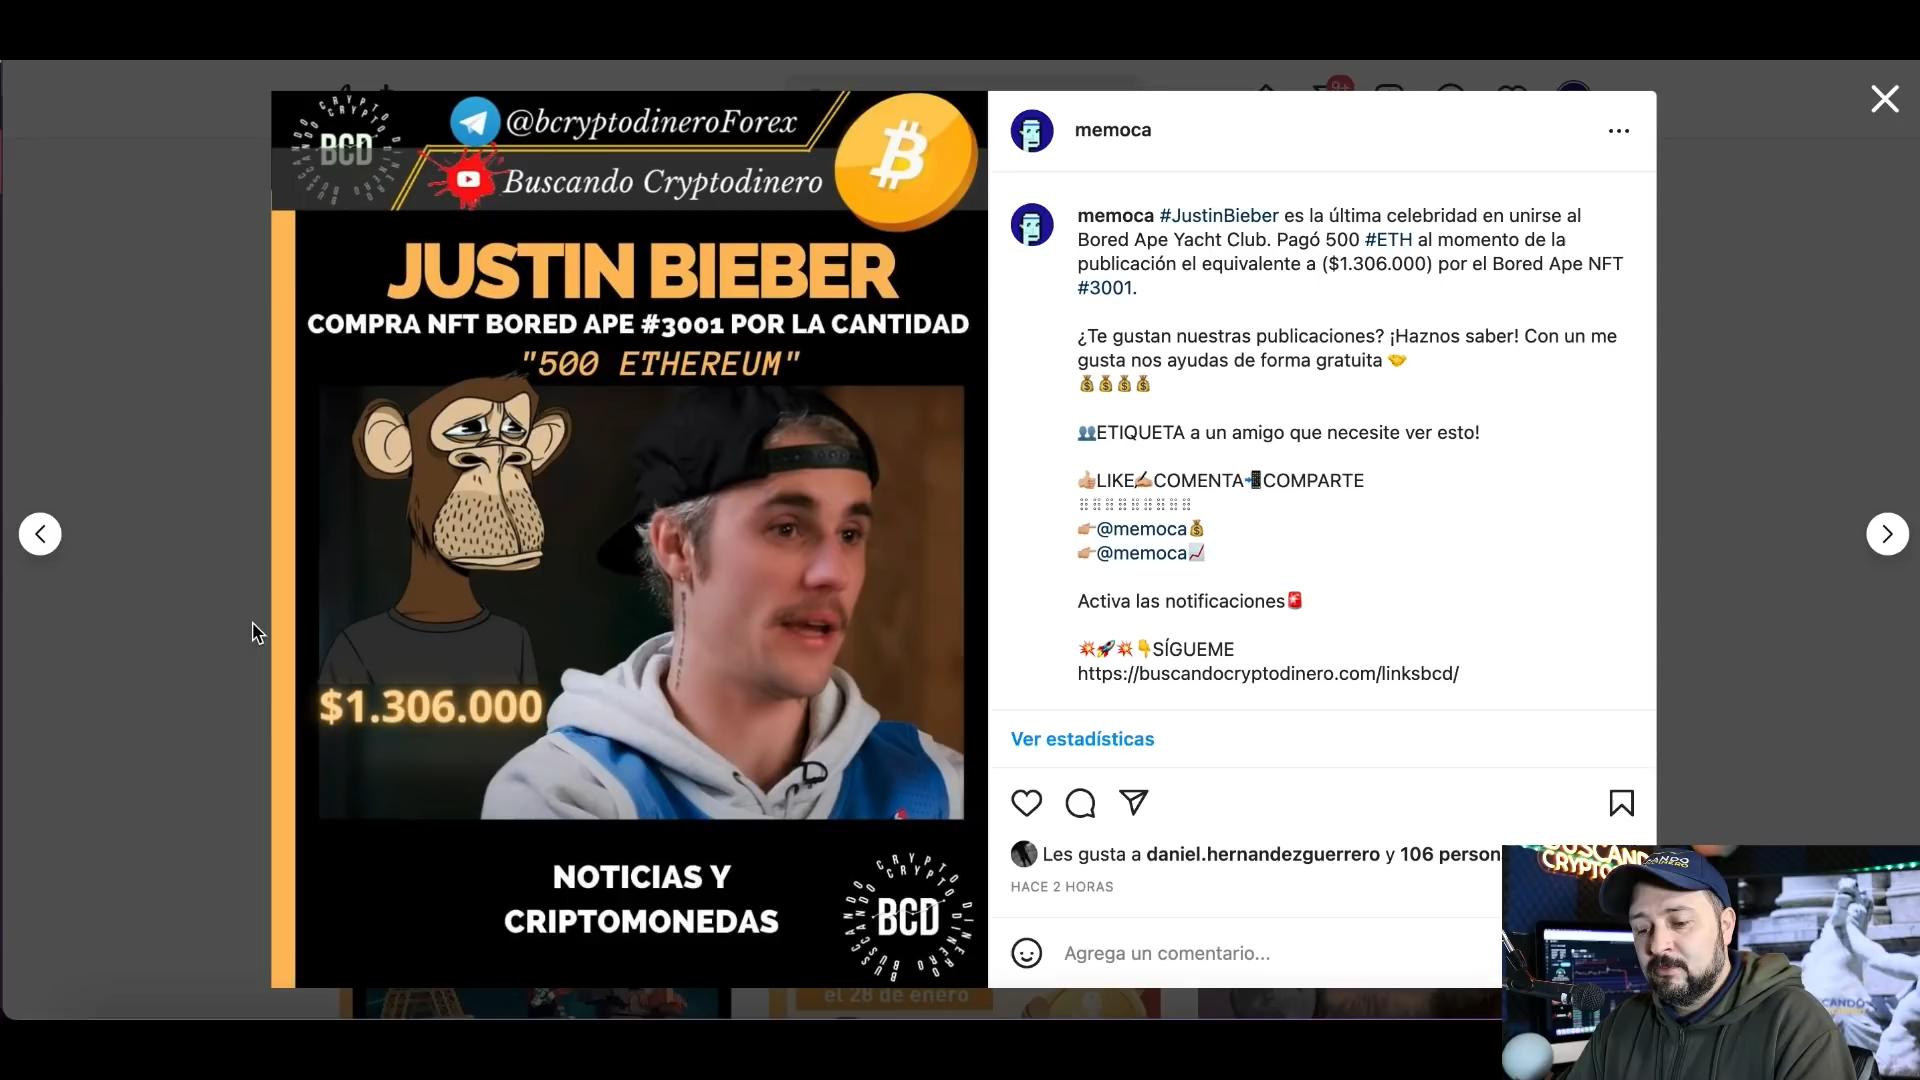 BCD
@bcryptodineroForex
Buscando Cryptodinero
JUSTIN BIEBER
COMPRA NFT BORED APE #3001 POR LA CANTIDAD
"500 ETHEREUM"
$1.306.000
NOTICIAS Y
CRIPTOMONEDAS
BCD
el 28 de enero
9+
memoca
memoca #JustinBieber es la última celebridad en unirse al
Bored Ape Yacht Club. Pagó 500 #ETH al momento de la
publicación el equivalente a ($1.306.000) por el Bored Ape NFT
#3001.
¿Te gustan nuestras publicaciones? ¡Haznos saber! Con un me
gusta nos ayudas de forma gratuita 🤝
💰💰💰💰
👥ETIQUETA a un amigo que necesite ver esto!
👍🏼LIKE✍🏼COMENTA📲COMPARTE
👉🏼@memoca💰
👉🏼@memoca📈
Activa las notificaciones🚨
💥🚀💥👇SÍGUEME
https://buscandocryptodinero.com/linksbcd/
Ver estadísticas
Les gusta a daniel.hernandezguerrero y 106 person
HACE 2 HORAS
Agrega un comentario...